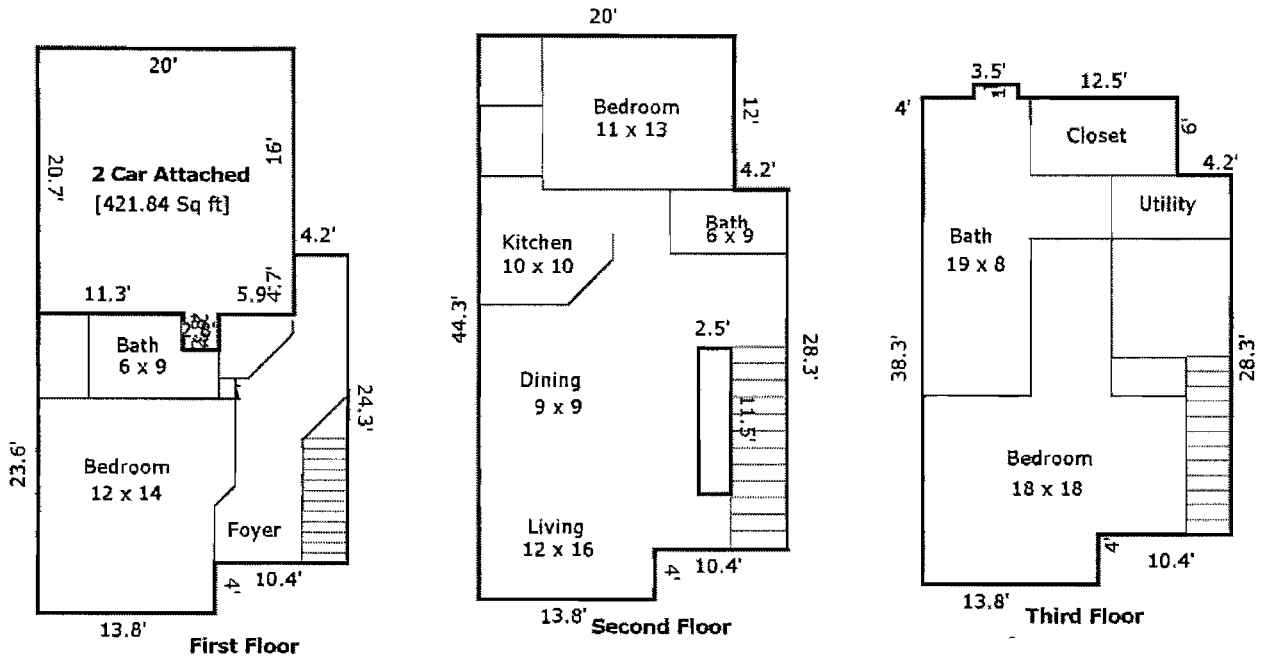 20'
20.7'
16'
2 Car Attached
[421.84 Sq ft]
4.2'
4.7'
11.3'
5.9'
Bath
6 x 9
24.3'
23.6'
Bedroom
12 x 14
Foyer
4'
10.4'
13.8'
First Floor
20'
Bedroom
11 x 13
12'
4.2'
Bath
6 x 9
Kitchen
10 x 10
44.3'
2.5'
28.3'
Dining
9 x 9
11.5'
Living
12 x 16
4'
10.4'
13.8'
Second Floor
3.5'
1'
12.5'
4'
Closet
6'
4.2'
Utility
Bath
19 x 8
38.3'
28.3'
Bedroom
18 x 18
4'
10.4'
13.8'
Third Floor